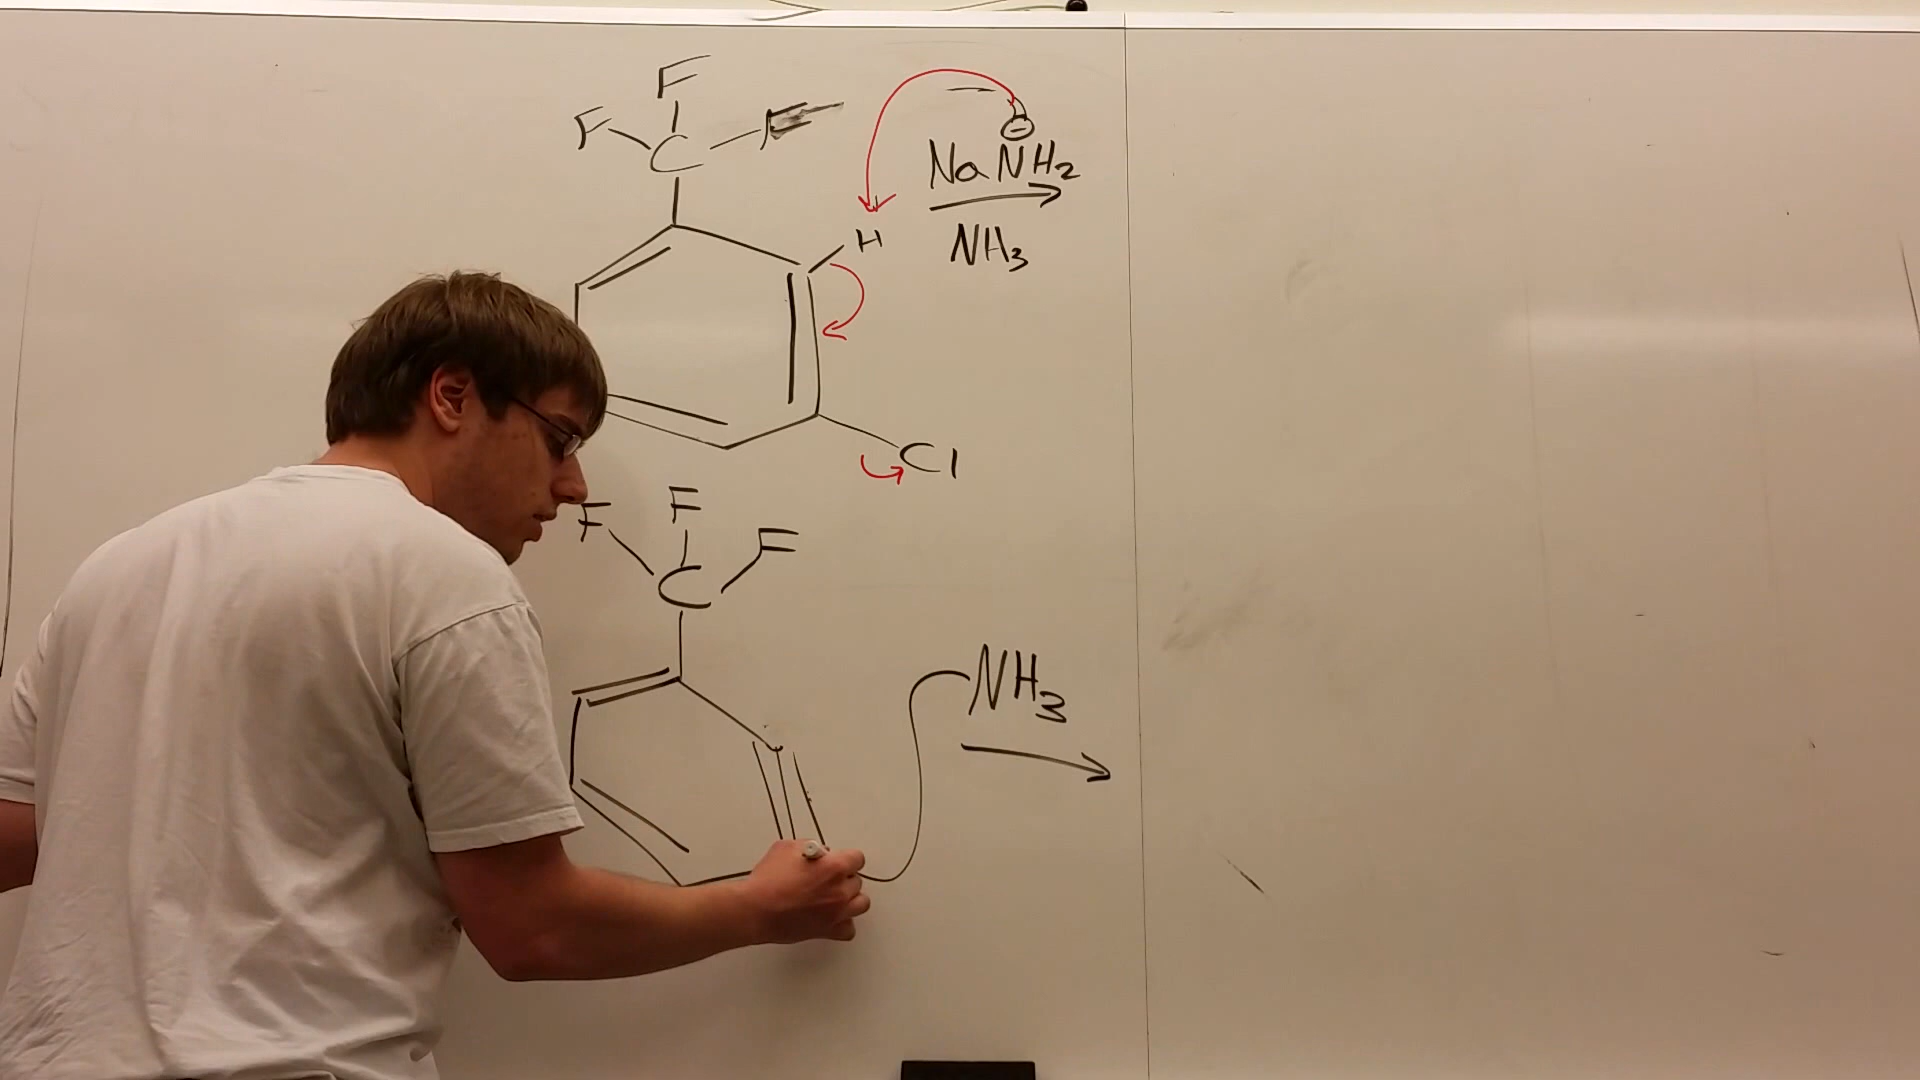 F
F C F
NaNH2
H NH3
Cl
F F F
C
NH3